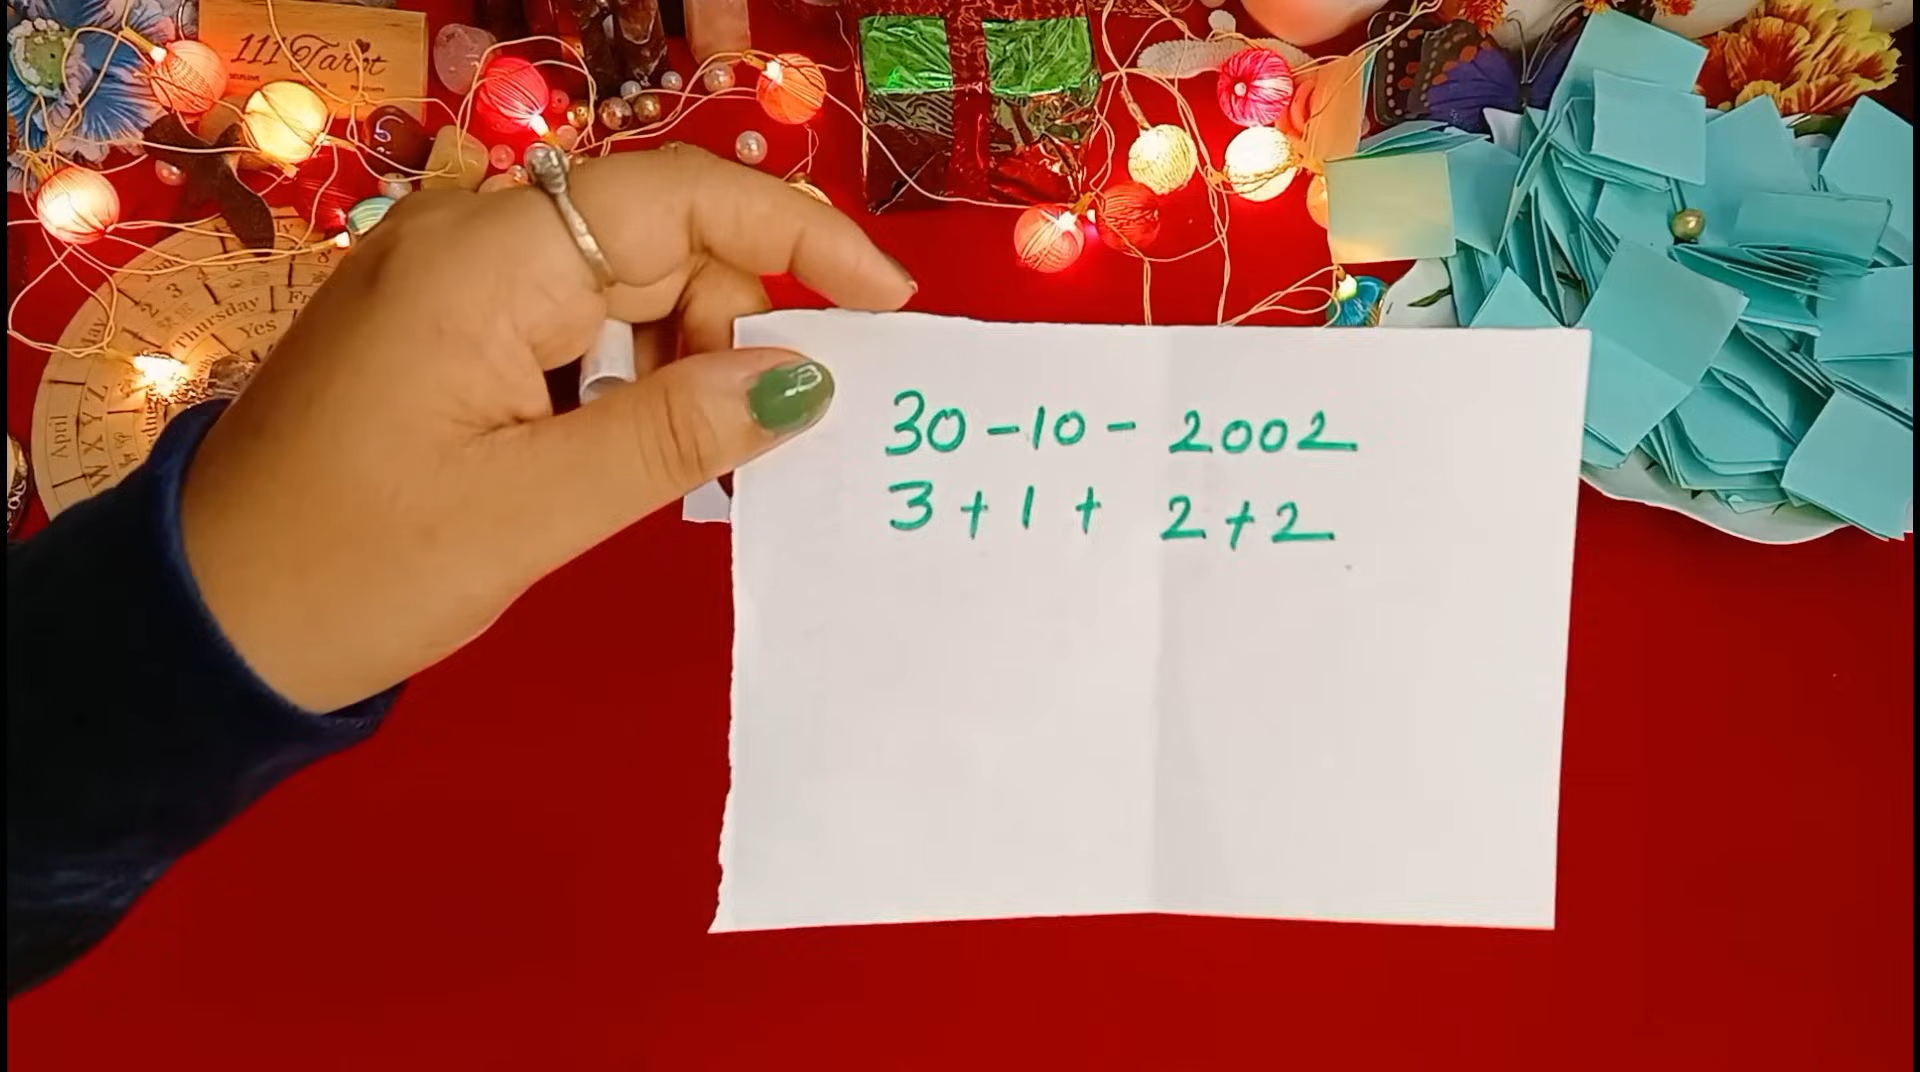 111 Tarot
30-10-2002
3+1+ 2+2
Thursday
Yes
April
Z Y X W